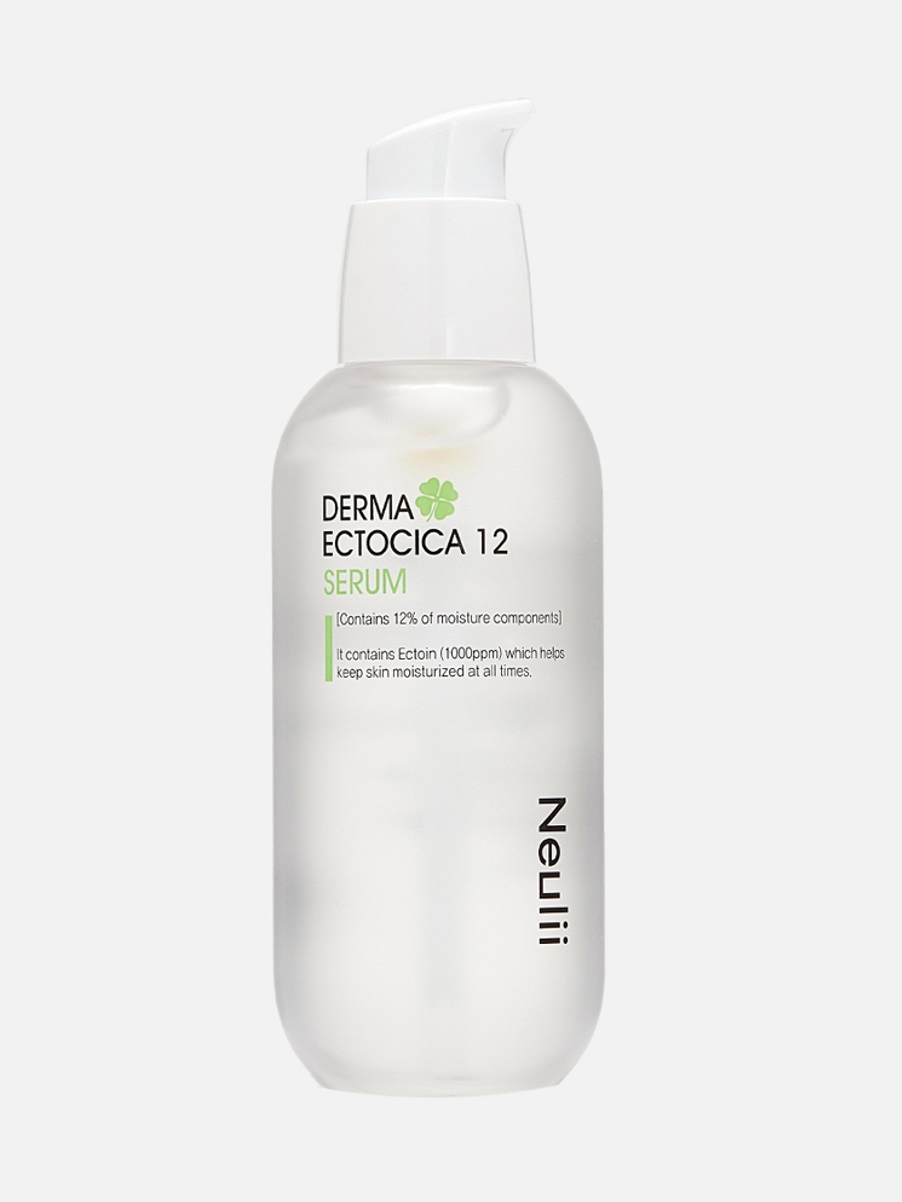 DERMA
ECTOCICA 12
SERUM
[Contains 12% of moisture components]
It contains Ectoin (1000ppm) which helps
keep skin moisturized at all times.
Neulii